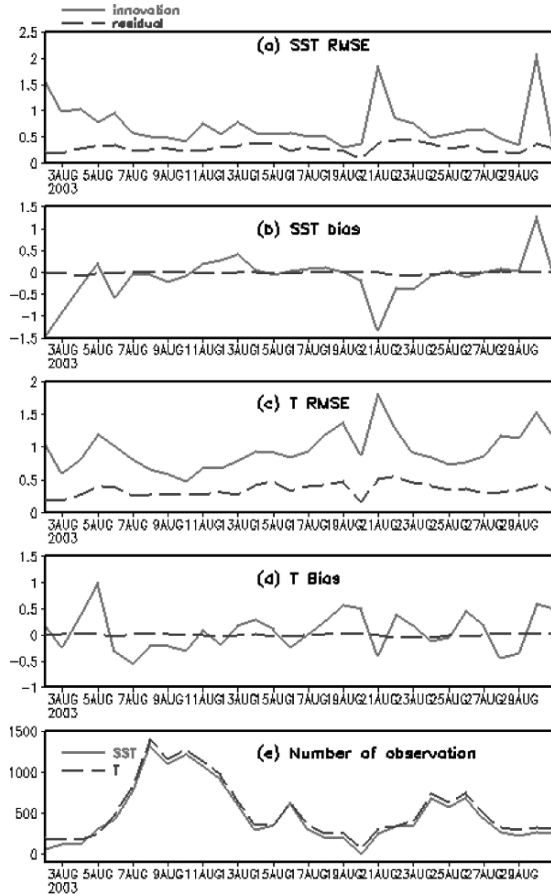 innovation
residual
(a) SST RMSE
2.5
2
1.5
1
0.5
0
3AUG 5AUG 7AUG 9AUG 11AUG 13AUG 15AUG 17AUG 19AUG 21AUG 23AUG 25AUG 27AUG 29AUG
2003
(b) SST bias
1.5
1
0.5
0
-0.5
-1
-1.5
3AUG 5AUG 7AUG 9AUG 11AUG 13AUG 15AUG 17AUG 19AUG 21AUG 23AUG 25AUG 27AUG 29AUG
2003
(c) T RMSE
2
1.5
1
0.5
0
3AUG 5AUG 7AUG 9AUG 11AUG 13AUG 15AUG 17AUG 19AUG 21AUG 23AUG 25AUG 27AUG 29AUG
2003
(d) T Bias
1.5
1
0.5
0
-0.5
-1
3AUG 5AUG 7AUG 9AUG 11AUG 13AUG 15AUG 17AUG 19AUG 21AUG 23AUG 25AUG 27AUG 29AUG
2003
SST
T
(e) Number of observation
1500
1000
500
0
3AUG 5AUG 7AUG 9AUG 11AUG 13AUG 15AUG 17AUG 19AUG 21AUG 23AUG 25AUG 27AUG 29AUG
2003